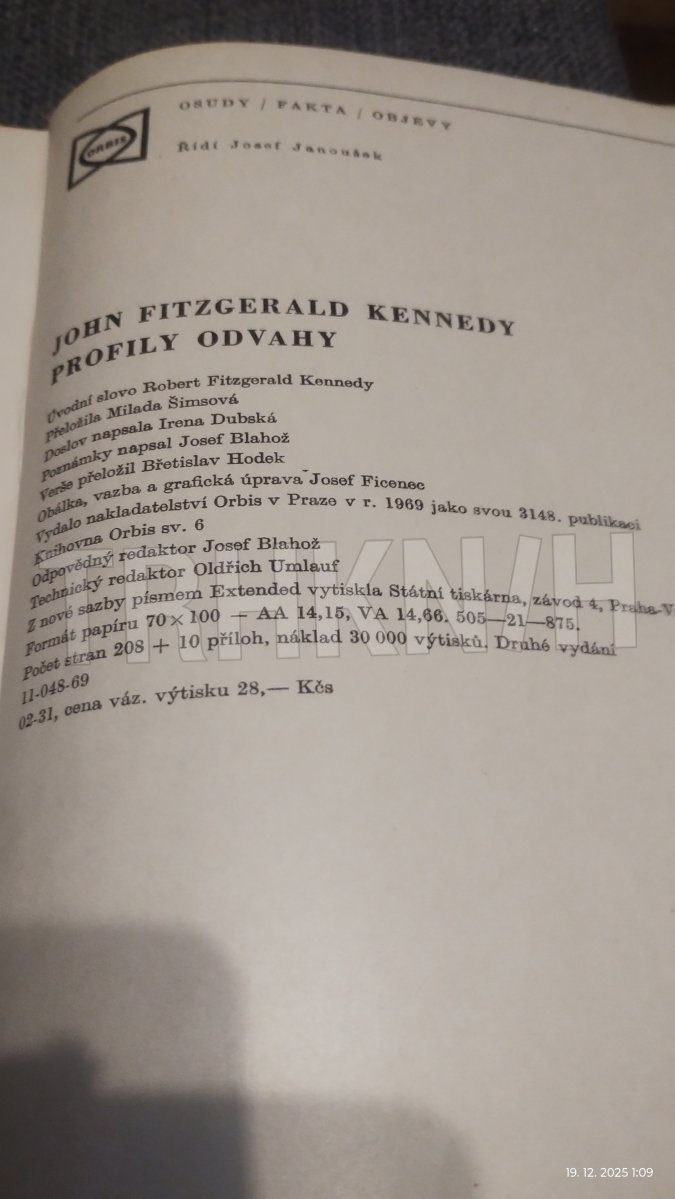 ORBIS
OSUDY / FAKTA / OBJEVY
Řídí Josef Janoušek
JOHN FITZGERALD KENNEDY
PROFILY ODVAHY
Úvodní slovo Robert Fitzgerald Kennedy
Přeložila Milada Šimsová
Doslov napsala Irena Dubská
Poznámky napsal Josef Blahož
Verše přeložil Břetislav Hodek
Obálka, vazba a grafická úprava Josef Ficenec
Vydalo nakladatelství Orbis v Praze v r. 1969 jako svou 3148. publikaci
Knihovna Orbis sv. 6
Odpovědný redaktor Josef Blahož
Technický redaktor Oldřich Umlauf
Z nové sazby písmem Extended vytiskla Státní tiskárna, závod 4, Praha-V
Formát papíru 70×100 — AA 14,15, VA 14,66. 505—21—875.
Počet stran 208 + 10 příloh, náklad 30 000 výtisků. Druhé vydání
11-048-69
02-31, cena váz. výtisku 28,— Kčs
19. 12. 2025 1:09